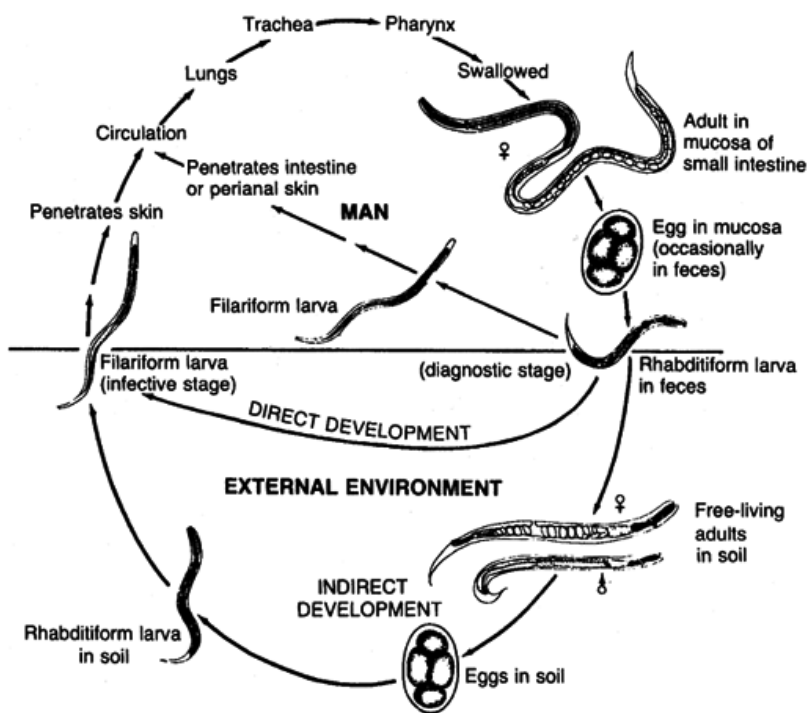 Trachea
Pharynx
Lungs
Swallowed
Circulation
Adult in
mucosa of
small intestine
♀
Penetrates intestine
or perianal skin
Penetrates skin
MAN
Egg in mucosa
(occasionally
in feces)
Filariform larva
Filariform larva
(infective stage)
(diagnostic stage)
Rhabditiform larva
in feces
DIRECT DEVELOPMENT
EXTERNAL ENVIRONMENT
♀
Free-living
adults
in soil
♂
INDIRECT
DEVELOPMENT
Rhabditiform larva
in soil
Eggs in soil